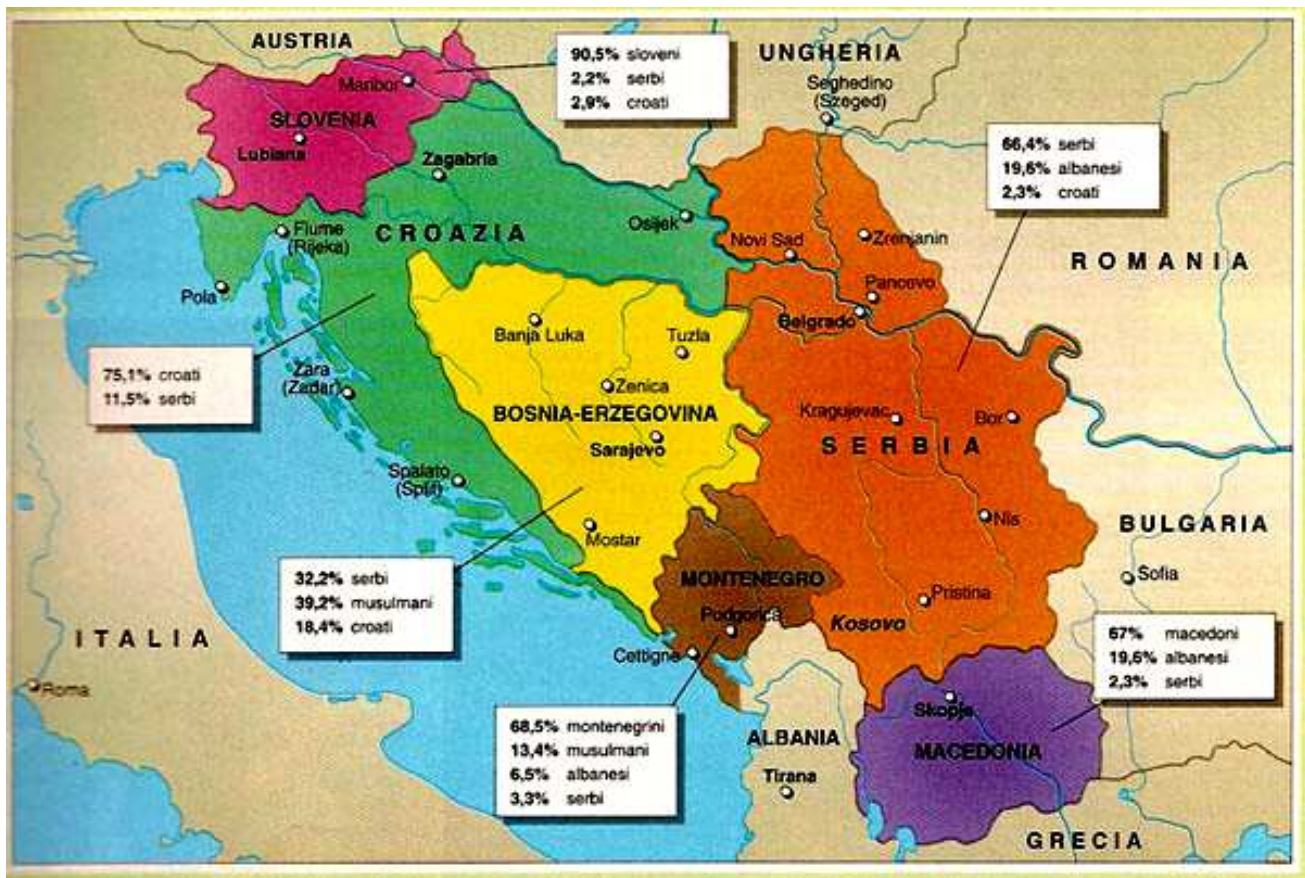 AUSTRIA
90,5% sloveni
2,2% serbi
2,9% croati
UNGHERIA
Seghedino
(Szeged)
Maribor
SLOVENIA
Lubiana
Zagabria
66,4% serbi
19,6% albanesi
2,3% croati
Fiume
(Rijeka)
CROAZIA
Osijek
Novi Sad
Zrenjanin
ROMANIA
Pola
Pancevo
Belgrado
Banja Luka
Tuzla
75,1% croati
11,5% serbi
Zara
(Zadar)
Zenica
BOSNIA-ERZEGOVINA
Sarajevo
Kragujevac
Bor
SERBIA
Spalato
(Split)
Mostar
Nis
BULGARIA
Sofia
32,2% serbi
39,2% musulmani
18,4% croati
MONTENEGRO
Podgorica
Pristina
Kosovo
ITALIA
Roma
Cettigne
67% macedoni
19,6% albanesi
2,3% serbi
68,5% montenegrini
13,4% musulmani
6,5% albanesi
3,3% serbi
ALBANIA
Tirana
Skopje
MACEDONIA
GRECIA